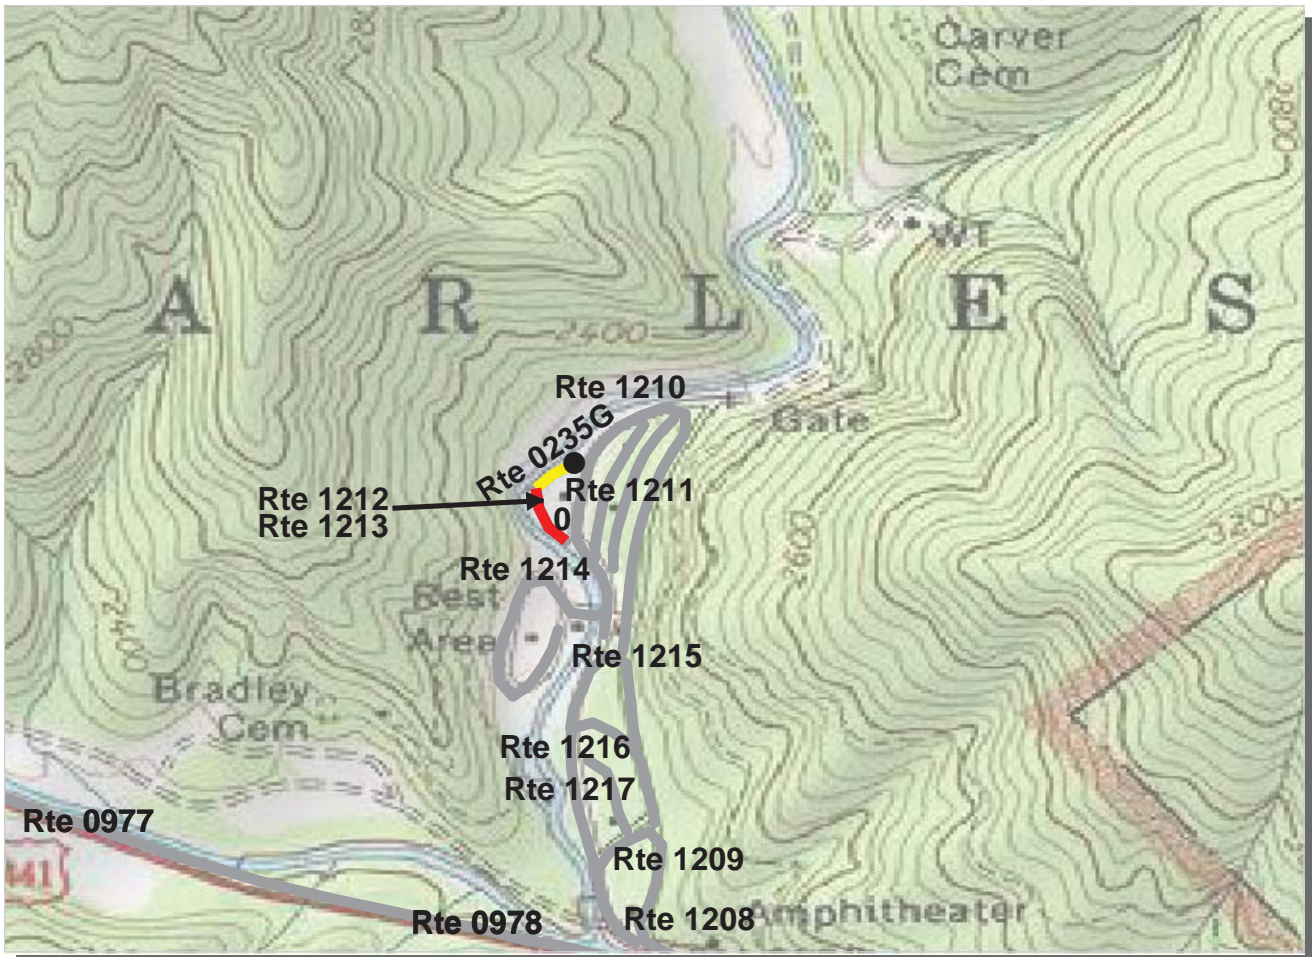 Carver
Cem
2800
WT
A R L E S
2800
2400
Rte 1210
Gate
Rte 0235G
Rte 1211
Rte 1212
Rte 1213
0
2600
Rte 1214
Rest
Area
2400
Rte 1215
Bradley
Cem
Rte 1216
Rte 1217
Rte 0977
441
Rte 1209
Rte 0978
Rte 1208
Amphitheater